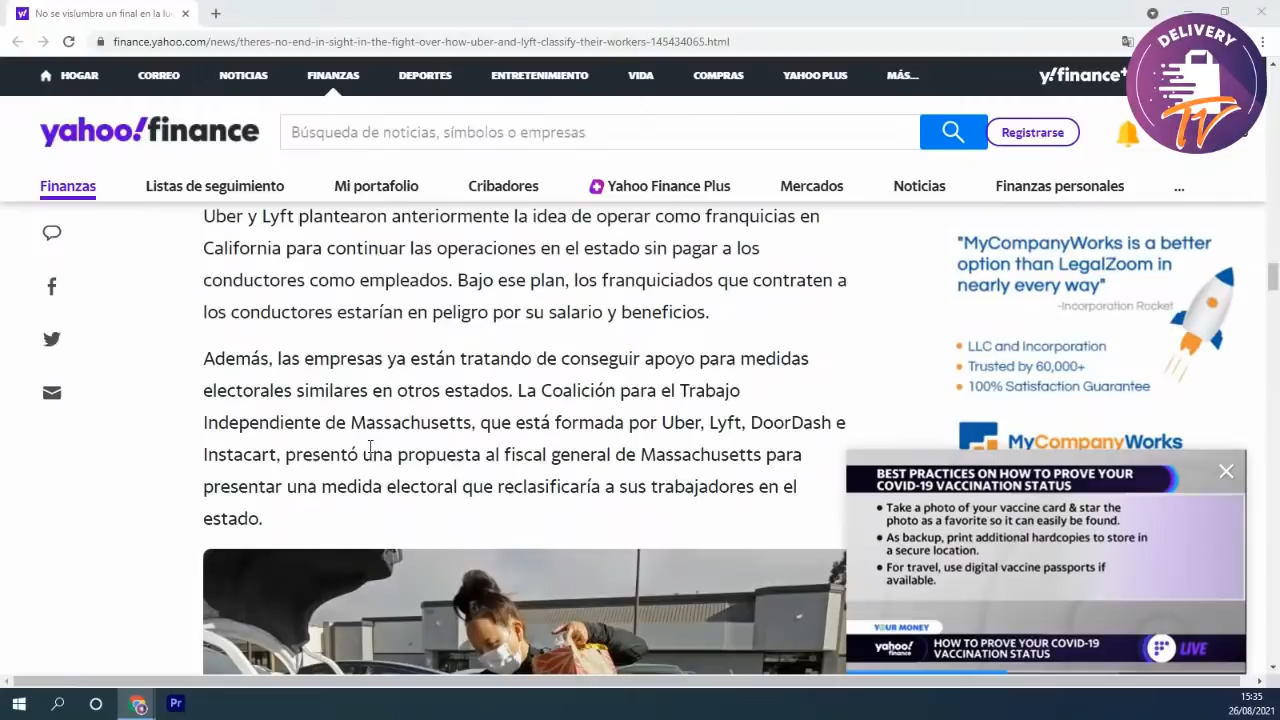 No se vislumbra un final en la lu
finance.yahoo.com/news/theres-no-end-in-sight-in-the-fight-over-how-uber-and-lyft-classify-their-workers-145434065.html
DELIVERY
TV
HOGAR CORREO NOTICIAS FINANZAS DEPORTES ENTRETENIMIENTO VIDA COMPRAS YAHOO PLUS MÁS... y!finance+
yahoo!finance
Búsqueda de noticias, símbolos o empresas
Registrarse
Finanzas Listas de seguimiento Mi portafolio Cribadores Yahoo Finance Plus Mercados Noticias Finanzas personales ...
Uber y Lyft plantearon anteriormente la idea de operar como franquicias en
California para continuar las operaciones en el estado sin pagar a los
conductores como empleados. Bajo ese plan, los franquiciados que contraten a
los conductores estarían en peligro por su salario y beneficios.
Además, las empresas ya están tratando de conseguir apoyo para medidas
electorales similares en otros estados. La Coalición para el Trabajo
Independiente de Massachusetts, que está formada por Uber, Lyft, DoorDash e
Instacart, presentó una propuesta al fiscal general de Massachusetts para
presentar una medida electoral que reclasificaría a sus trabajadores en el
estado.
"MyCompanyWorks is a better
option than LegalZoom in
nearly every way"
-Incorporation Rocket
LLC and Incorporation
Trusted by 60,000+
100% Satisfaction Guarantee
MyCompanyWorks
BEST PRACTICES ON HOW TO PROVE YOUR
COVID-19 VACCINATION STATUS
• Take a photo of your vaccine card & star the
photo as a favorite so it can easily be found.
• As backup, print additional hardcopies to store in
a secure location.
• For travel, use digital vaccine passports if
available.
YOUR MONEY
yahoo!
finance
HOW TO PROVE YOUR COVID-19
VACCINATION STATUS
LIVE
Pr
15:35
26/08/2021